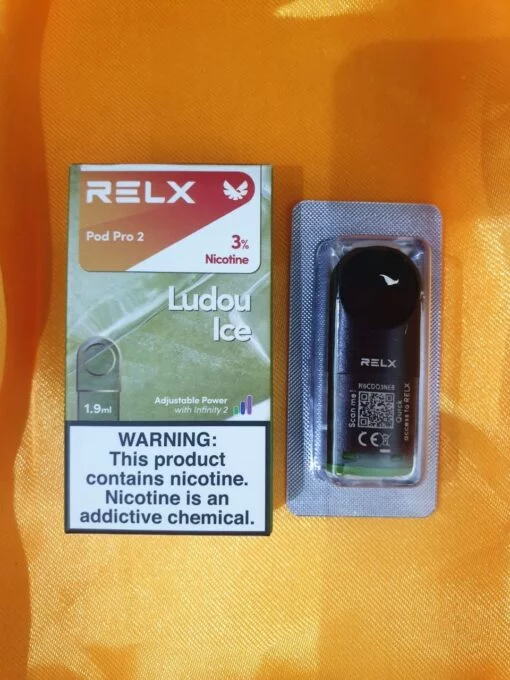 RELX
Pod Pro 2
3%
Nicotine
Ludou
Ice
1.9ml
Adjustable Power
with Infinity 2
WARNING:
This product
contains nicotine.
Nicotine is an
addictive chemical.
RELX
Scan me!
Quick
access to RELX
CE